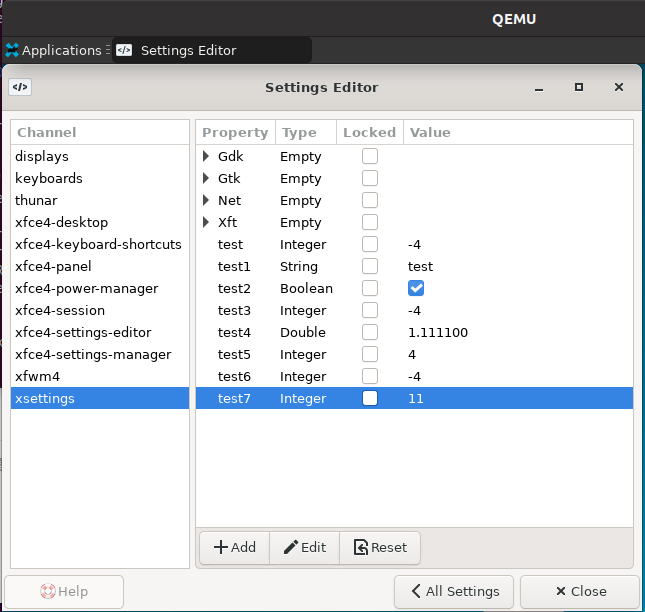 QEMU
Applications Settings Editor
Settings Editor
Channel
displays
keyboards
thunar
xfce4-desktop
xfce4-keyboard-shortcuts
xfce4-panel
xfce4-power-manager
xfce4-session
xfce4-settings-editor
xfce4-settings-manager
xfwm4
xsettings
Property Type Locked Value
Gdk Empty
Gtk Empty
Net Empty
Xft Empty
test Integer -4
test1 String test
test2 Boolean
test3 Integer -4
test4 Double 1.111100
test5 Integer 4
test6 Integer -4
test7 Integer 11
Add Edit Reset
Help All Settings Close